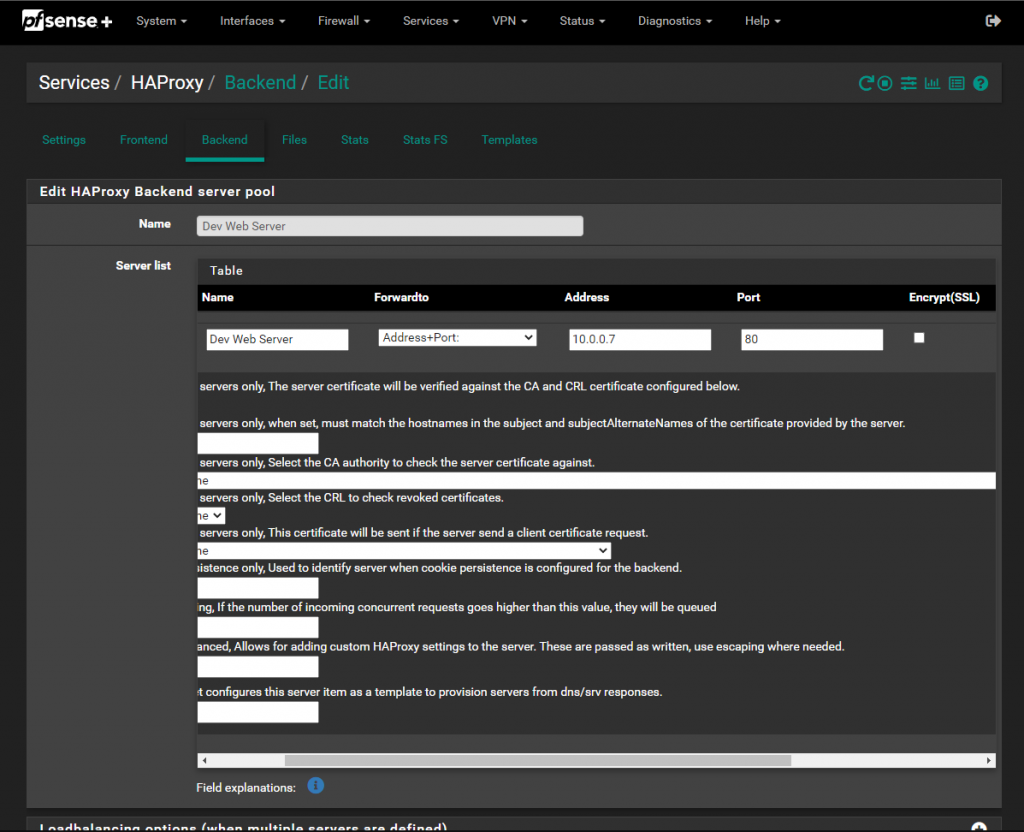 pfsense +
System Interfaces Firewall Services VPN Status Diagnostics Help
Services / HAProxy / Backend / Edit
Settings Frontend Backend Files Stats Stats FS Templates
Edit HAProxy Backend server pool
Name Dev Web Server
Server list
Table
Name Forwardto Address Port Encrypt(SSL)
Dev Web Server Address+Port: 10.0.0.7 80
servers only, The server certificate will be verified against the CA and CRL certificate configured below.
servers only, when set, must match the hostnames in the subject and subjectAlternateNames of the certificate provided by the server.
servers only, Select the CA authority to check the server certificate against.
ne
servers only, Select the CRL to check revoked certificates.
ne
servers only, This certificate will be sent if the server send a client certificate request.
ne
sistence only, Used to identify server when cookie persistence is configured for the backend.
ing, If the number of incoming concurrent requests goes higher than this value, they will be queued
anced, Allows for adding custom HAProxy settings to the server. These are passed as written, use escaping where needed.
t configures this server item as a template to provision servers from dns/srv responses.
Field explanations:
Loadbalancing options (when multiple servers are defined)